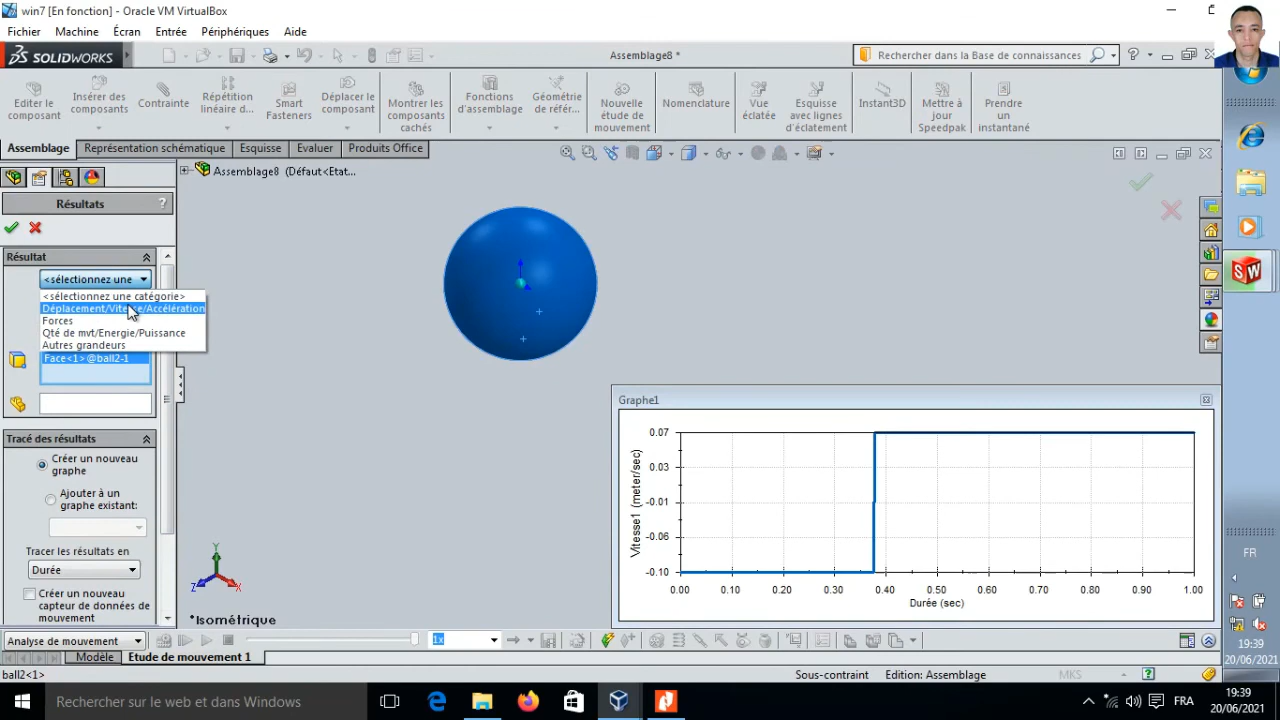 win7 [En fonction] - Oracle VM VirtualBox
Fichier Machine Écran Entrée Périphériques Aide
SOLIDWORKS
Assemblage8 *
Rechercher dans la Base de connaissances
Editer le composant
Insérer des composants
Contrainte
Répétition linéaire d...
Smart Fasteners
Déplacer le composant
Montrer les composants cachés
Fonctions d'assemblage
Géométrie de référ...
Nouvelle étude de mouvement
Nomenclature
Vue éclatée
Esquisse avec lignes d'éclatement
Instant3D
Mettre à jour Speedpak
Prendre un instantané
Assemblage Représentation schématique Esquisse Evaluer Produits Office
Assemblage8 (Défaut<Etat...
Résultats ?
Résultat
<sélectionnez une
<sélectionnez une catégorie>
Déplacement/Vitesse/Accélération
Forces
Qté de mvt/Energie/Puissance
Autres grandeurs
Face<1>@ball2-1
Tracé des résultats
Créer un nouveau
graphe
Ajouter à un
graphe existant:
Tracer les résultats en
Durée
Créer un nouveau
capteur de données de
mouvement
Y
Z X
*Isométrique
Graphe1
Vitesse1 (meter/sec)
0.07
0.03
-0.01
-0.06
-0.10
0.00 0.10 0.20 0.30 0.40 0.50 0.60 0.70 0.80 0.90 1.00
Durée (sec)
Analyse de mouvement
1x
Modèle Etude de mouvement 1
ball2<1>
Sous-contraint Edition: Assemblage MKS
SW
FR
19:39
20/06/2021
Rechercher sur le web et dans Windows
FRA
19:39
20/06/2021